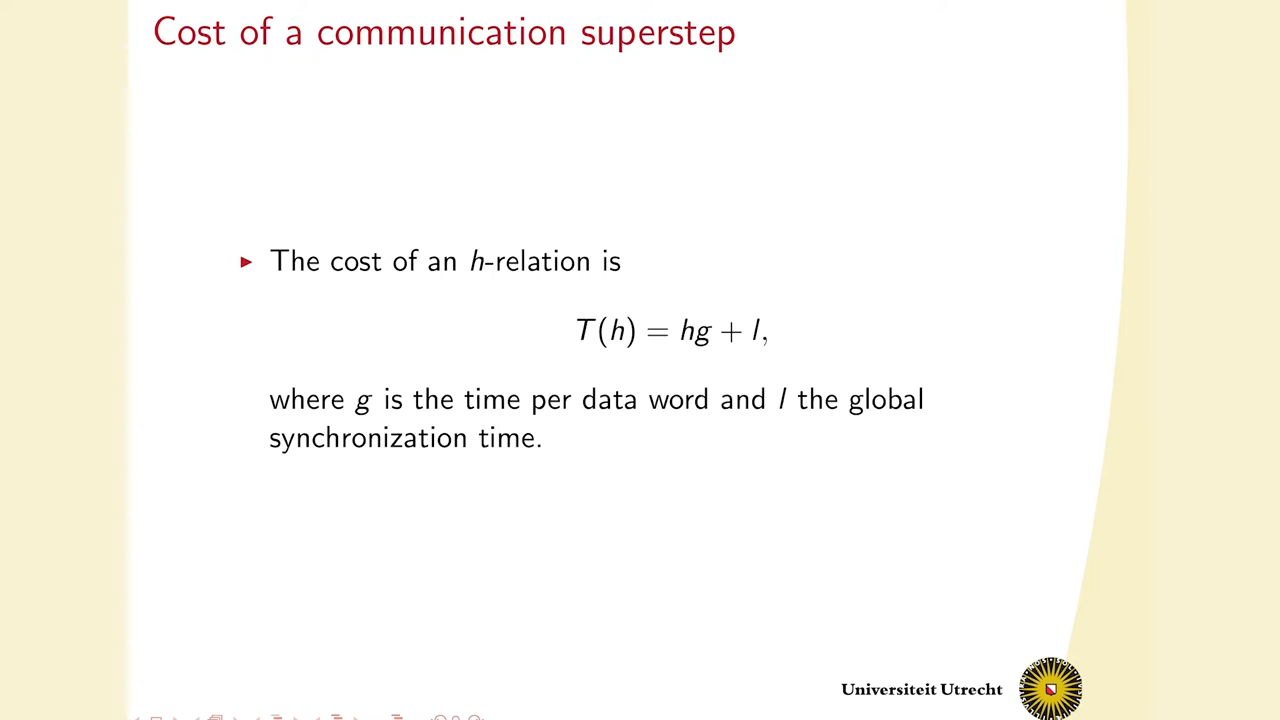 Cost of a communication superstep
▶ The cost of an h-relation is
T(h) = hg + l,
where g is the time per data word and l the global
synchronization time.
Universiteit Utrecht